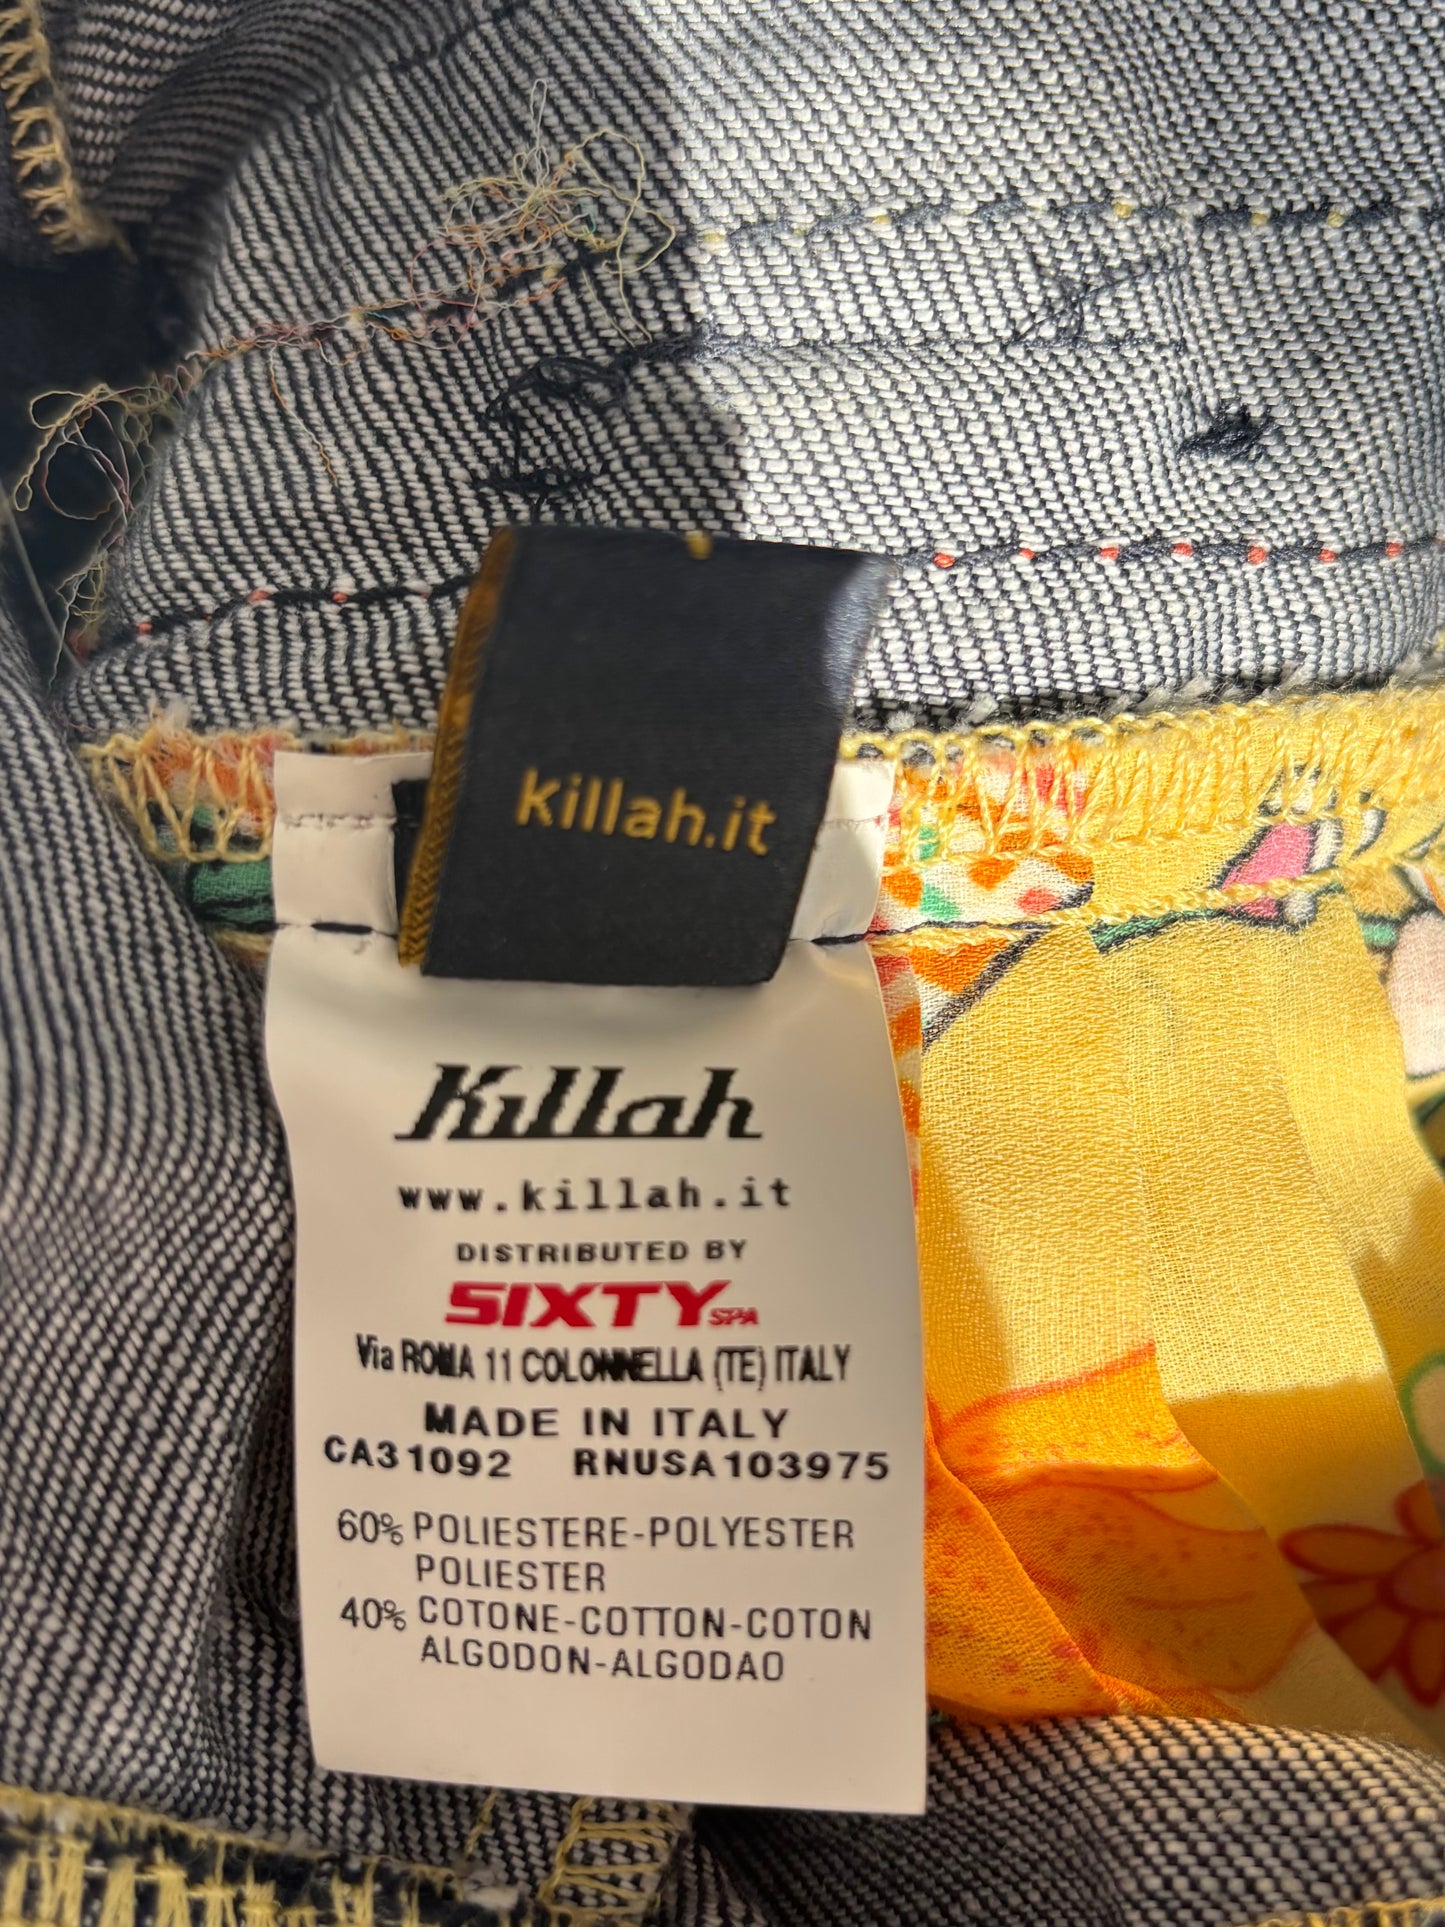 killah.it
Killah
www.killah.it
DISTRIBUTED BY
SIXTY SPA
Via ROMA 11 COLONNELLA (TE) ITALY
MADE IN ITALY
CA31092 RNUSA103975
60% POLIESTERE-POLYESTER
POLIESTER
40% COTONE-COTTON-COTON
ALGODON-ALGODAO